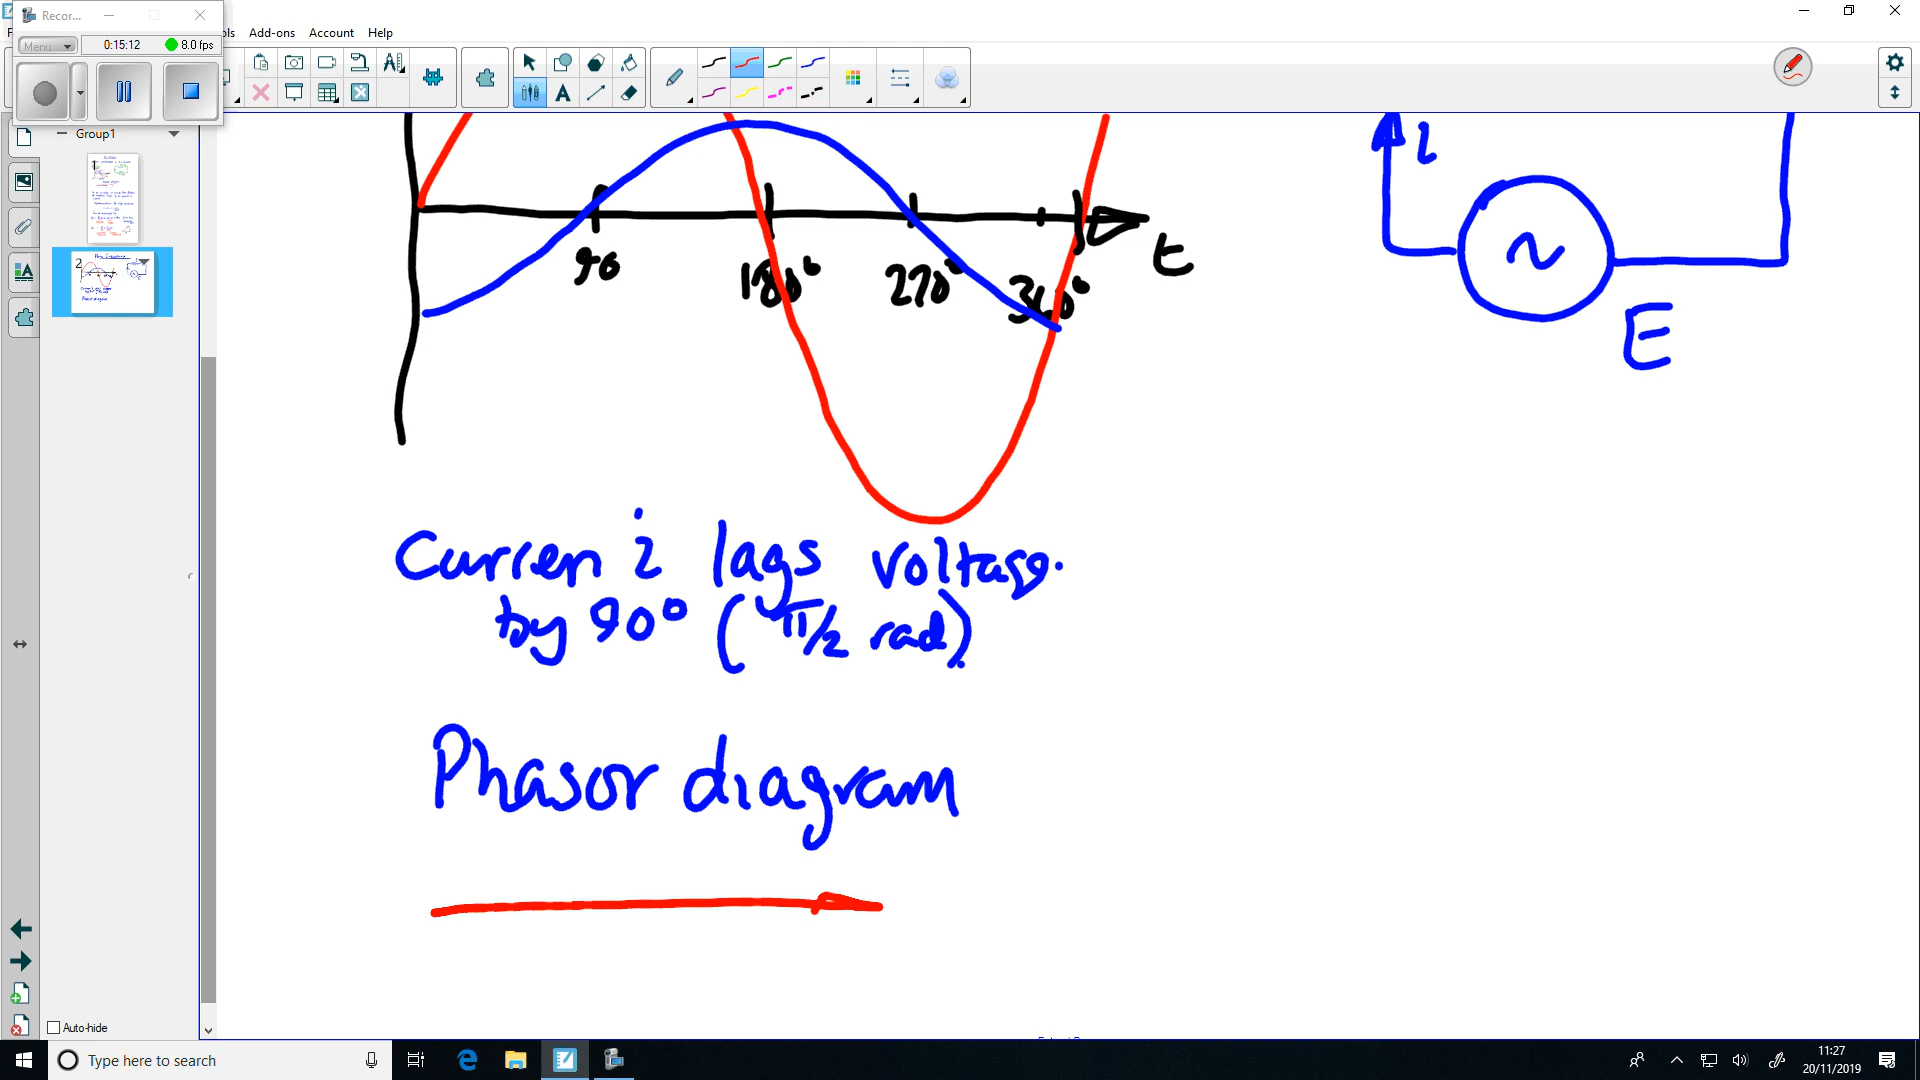 Recor...
Menu
0:15:12
8.0 fps
ols
Add-ons
Account
Help
Group1
1
2
i
90
180°
270°
360°
t
~
E
Curren i lags voltage.
by 90° (π/2 rad).
Phasor diagram
Auto-hide
Type here to search
11:27
20/11/2019